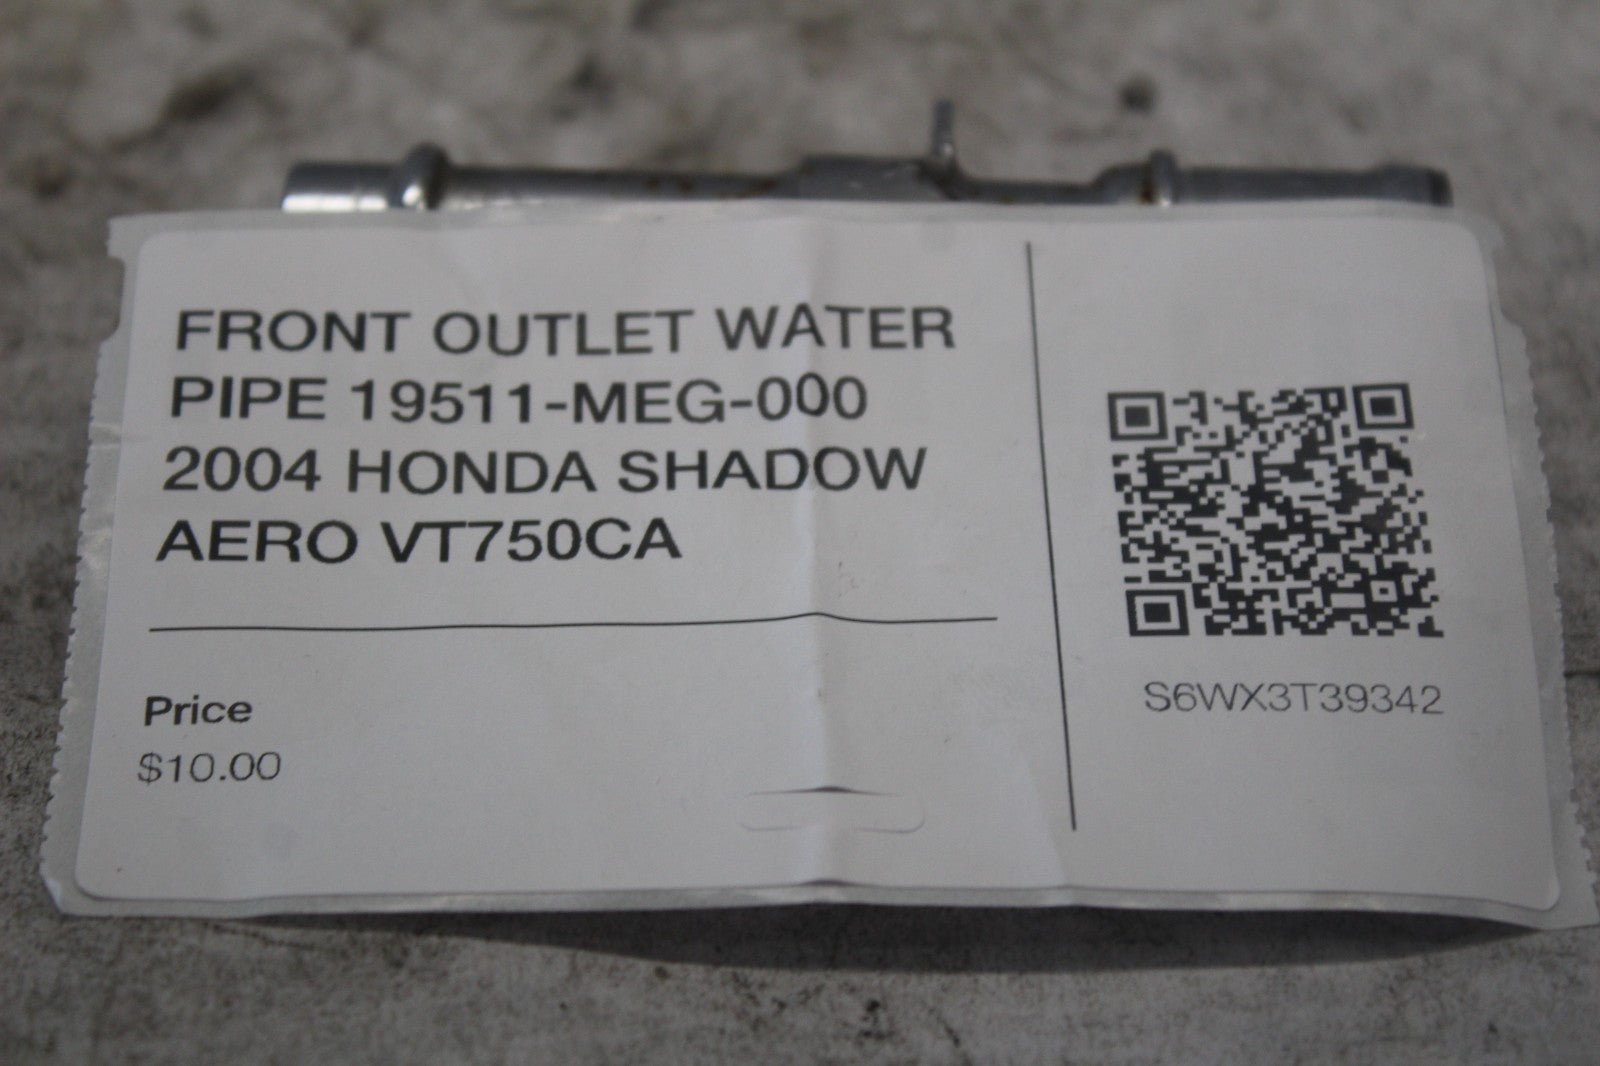 FRONT OUTLET WATER
PIPE 19511-MEG-000
2004 HONDA SHADOW
AERO VT750CA
Price
$10.00
S6WX3T39342